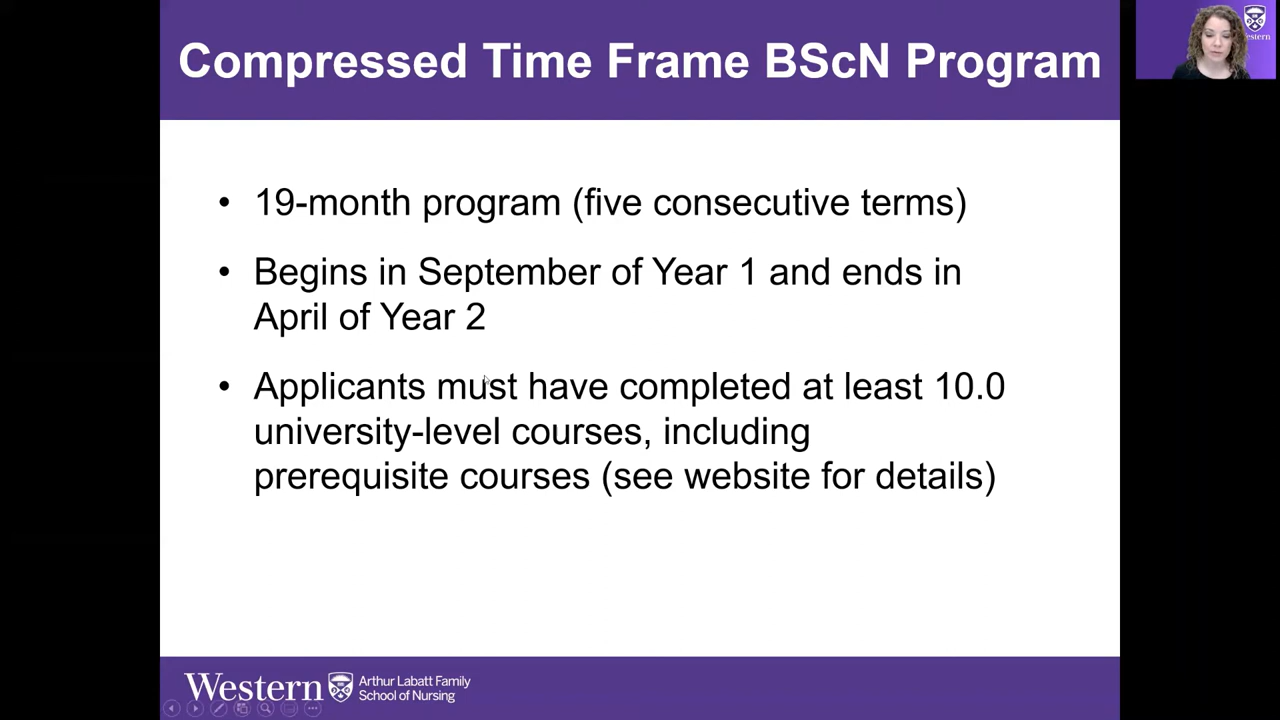 Compressed Time Frame BScN Program
• 19-month program (five consecutive terms)
• Begins in September of Year 1 and ends in
April of Year 2
• Applicants must have completed at least 10.0
university-level courses, including
prerequisite courses (see website for details)
Western
Arthur Labatt Family
School of Nursing